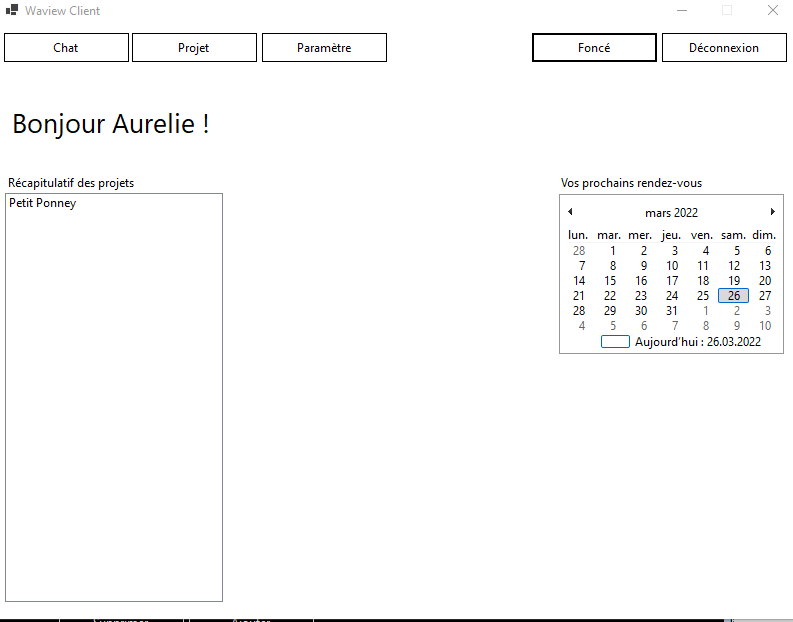 Waview Client
Chat Projet Paramètre Foncé Déconnexion
Bonjour Aurelie !
Récapitulatif des projets
Petit Ponney
Vos prochains rendez-vous
mars 2022
lun. mar. mer. jeu. ven. sam. dim.
28 1 2 3 4 5 6
7 8 9 10 11 12 13
14 15 16 17 18 19 20
21 22 23 24 25 26 27
28 29 30 31 1 2 3
4 5 6 7 8 9 10
Aujourd'hui : 26.03.2022